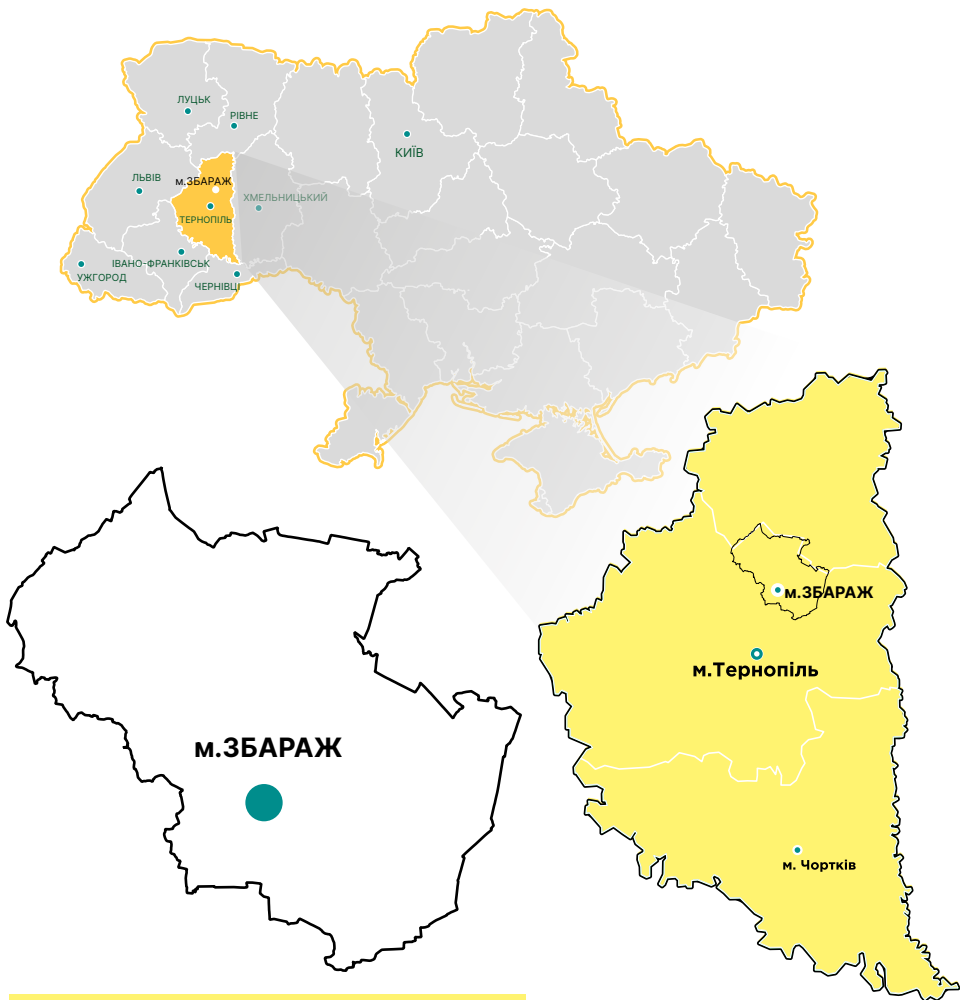 ЛУЦЬК
РІВНЕ
КИЇВ
ЛЬВІВ
м.ЗБАРАЖ
ХМЕЛЬНИЦЬКИЙ
ТЕРНОПІЛЬ
ІВАНО-ФРАНКІВСЬК
УЖГОРОД
ЧЕРНІВЦІ
м.ЗБАРАЖ
м.Тернопіль
м.ЗБАРАЖ
м. Чортків